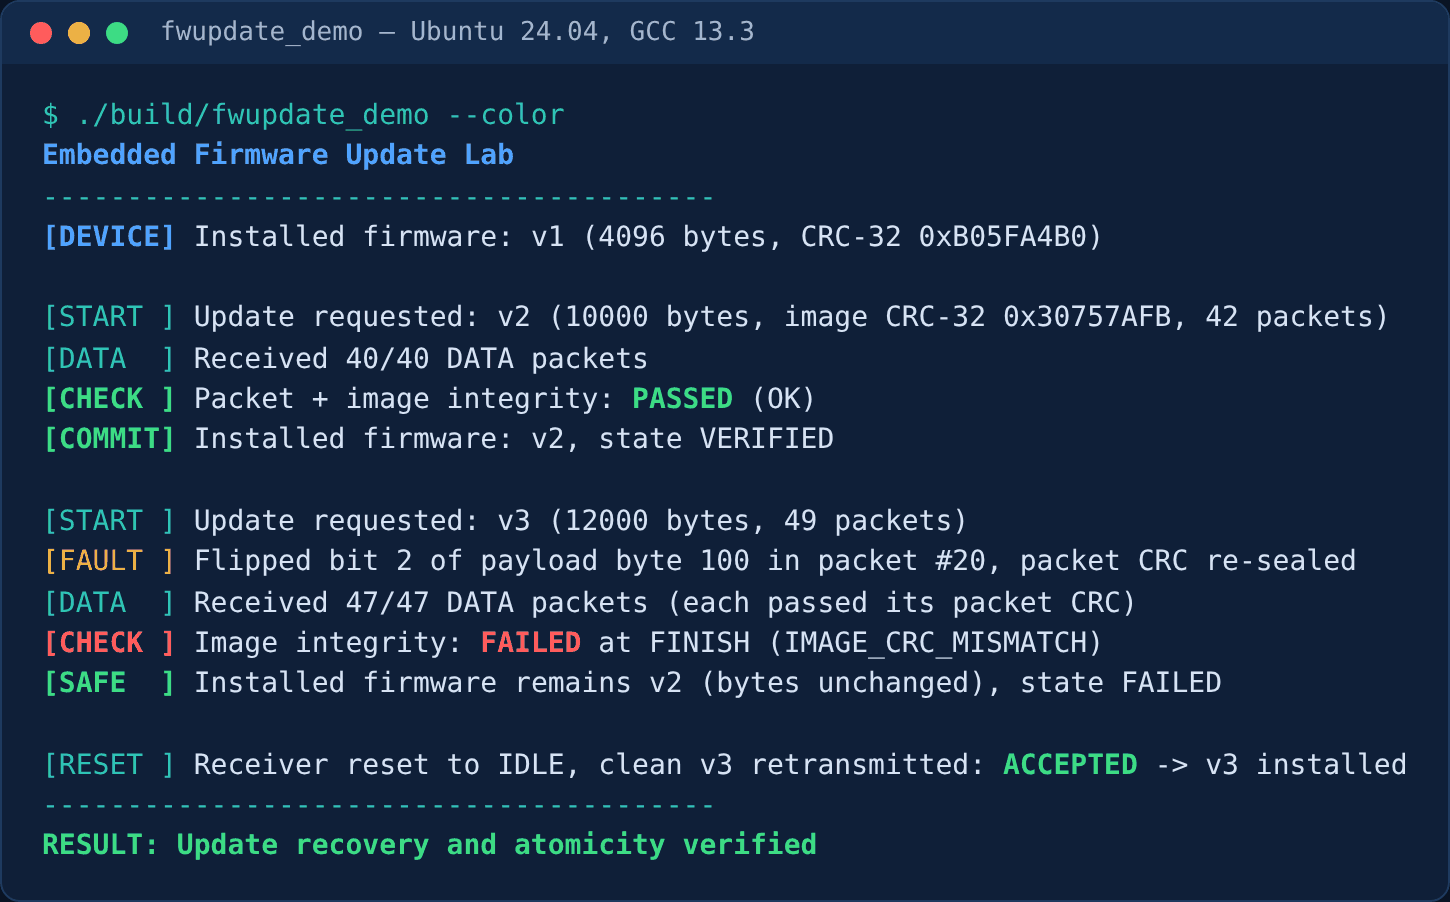 fwupdate_demo — Ubuntu 24.04, GCC 13.3
$ ./build/fwupdate_demo --color
Embedded Firmware Update Lab
----------------------------------------
[DEVICE] Installed firmware: v1 (4096 bytes, CRC-32 0xB05FA4B0)
[START ] Update requested: v2 (10000 bytes, image CRC-32 0x30757AFB, 42 packets)
[DATA  ] Received 40/40 DATA packets
[CHECK ] Packet + image integrity: PASSED (OK)
[COMMIT] Installed firmware: v2, state VERIFIED
[START ] Update requested: v3 (12000 bytes, 49 packets)
[FAULT ] Flipped bit 2 of payload byte 100 in packet #20, packet CRC re-sealed
[DATA  ] Received 47/47 DATA packets (each passed its packet CRC)
[CHECK ] Image integrity: FAILED at FINISH (IMAGE_CRC_MISMATCH)
[SAFE  ] Installed firmware remains v2 (bytes unchanged), state FAILED
[RESET ] Receiver reset to IDLE, clean v3 retransmitted: ACCEPTED -> v3 installed
----------------------------------------
RESULT: Update recovery and atomicity verified